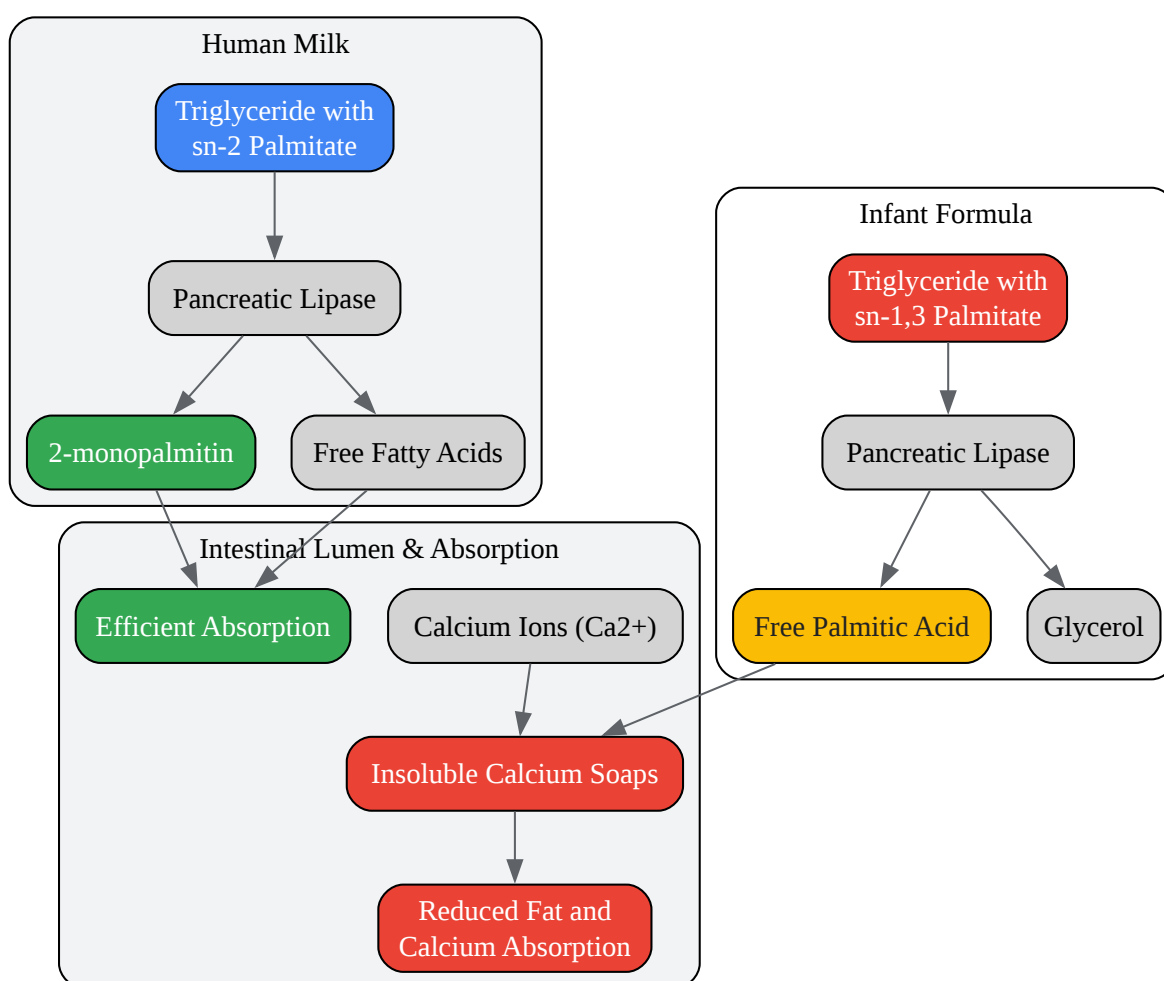 Human Milk
Triglyceride with
sn-2 Palmitate
Pancreatic Lipase
2-monopalmitin
Free Fatty Acids
Infant Formula
Triglyceride with
sn-1,3 Palmitate
Pancreatic Lipase
Free Palmitic Acid
Glycerol
Intestinal Lumen & Absorption
Efficient Absorption
Calcium Ions (Ca2+)
Insoluble Calcium Soaps
Reduced Fat and
Calcium Absorption